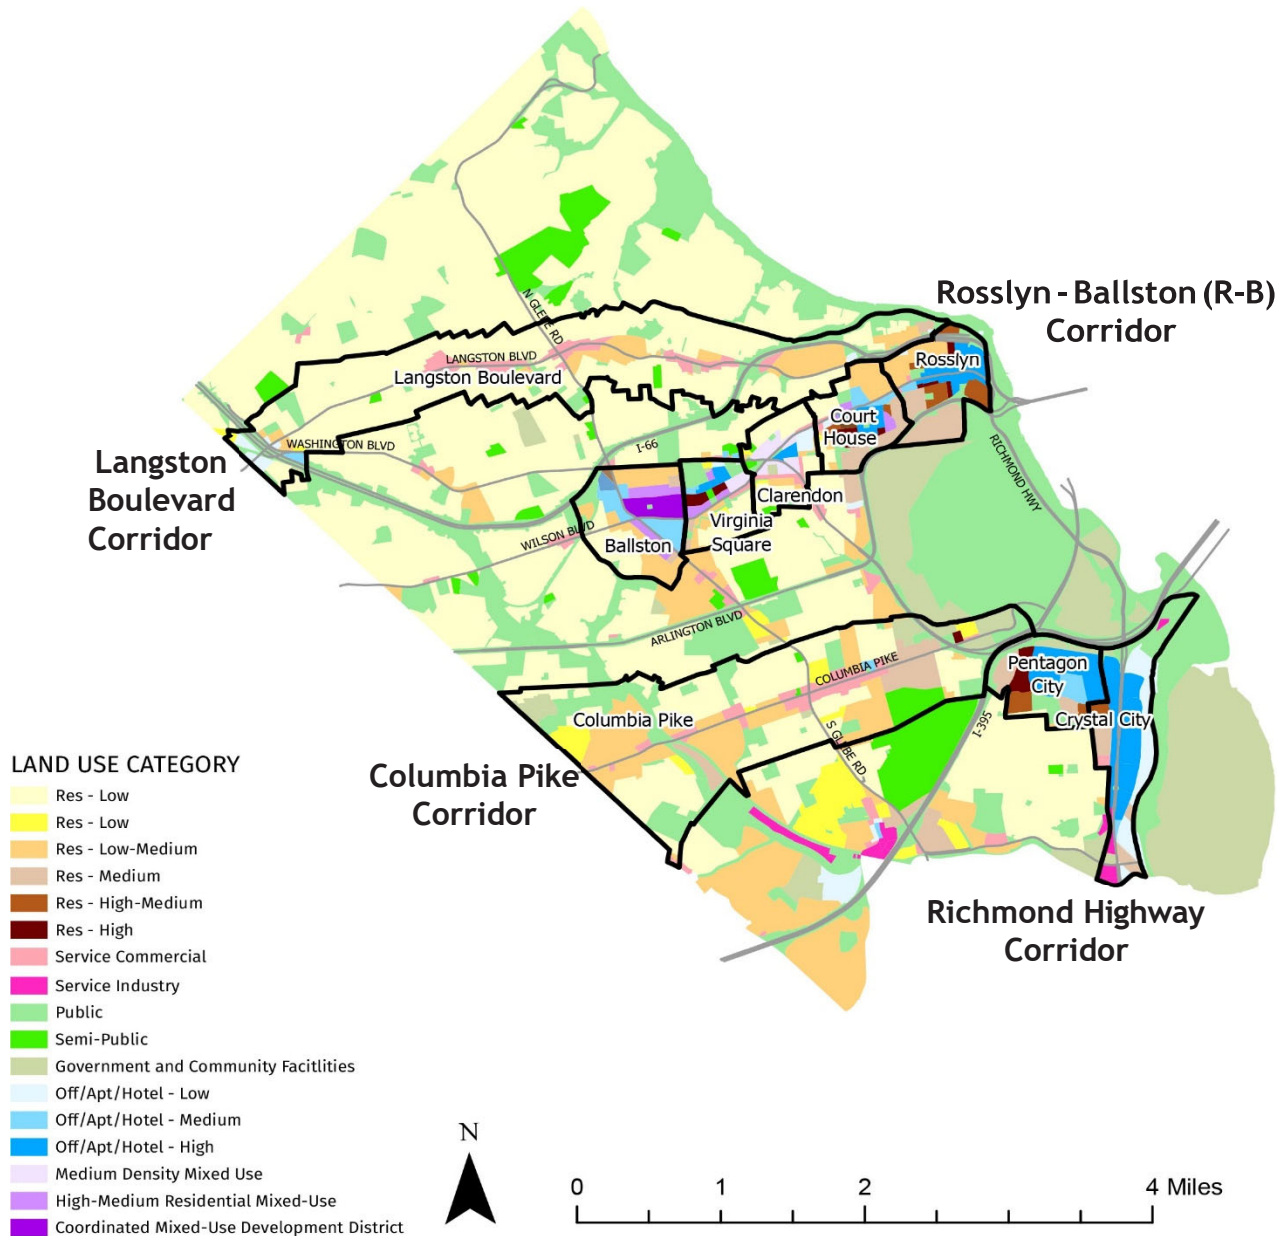 Rosslyn - Ballston (R-B)
Corridor
N GLEBE RD
LANGSTON BLVD
Langston Boulevard
Rosslyn
Court
House
WASHINGTON BLVD
I-66
RICHMOND HWY
Langston
Boulevard
Corridor
Clarendon
Virginia
Square
WILSON BLVD
Ballston
ARLINGTON BLVD
COLUMBIA PIKE
Pentagon
City
Columbia Pike
Crystal City
S GLEBE RD
I-395
Columbia Pike
Corridor
Richmond Highway
Corridor
LAND USE CATEGORY
Res - Low
Res - Low
Res - Low-Medium
Res - Medium
Res - High-Medium
Res - High
Service Commercial
Service Industry
Public
Semi-Public
Government and Community Facitlities
Off/Apt/Hotel - Low
Off/Apt/Hotel - Medium
Off/Apt/Hotel - High
Medium Density Mixed Use
High-Medium Residential Mixed-Use
Coordinated Mixed-Use Development District
N
0 1 2 4 Miles